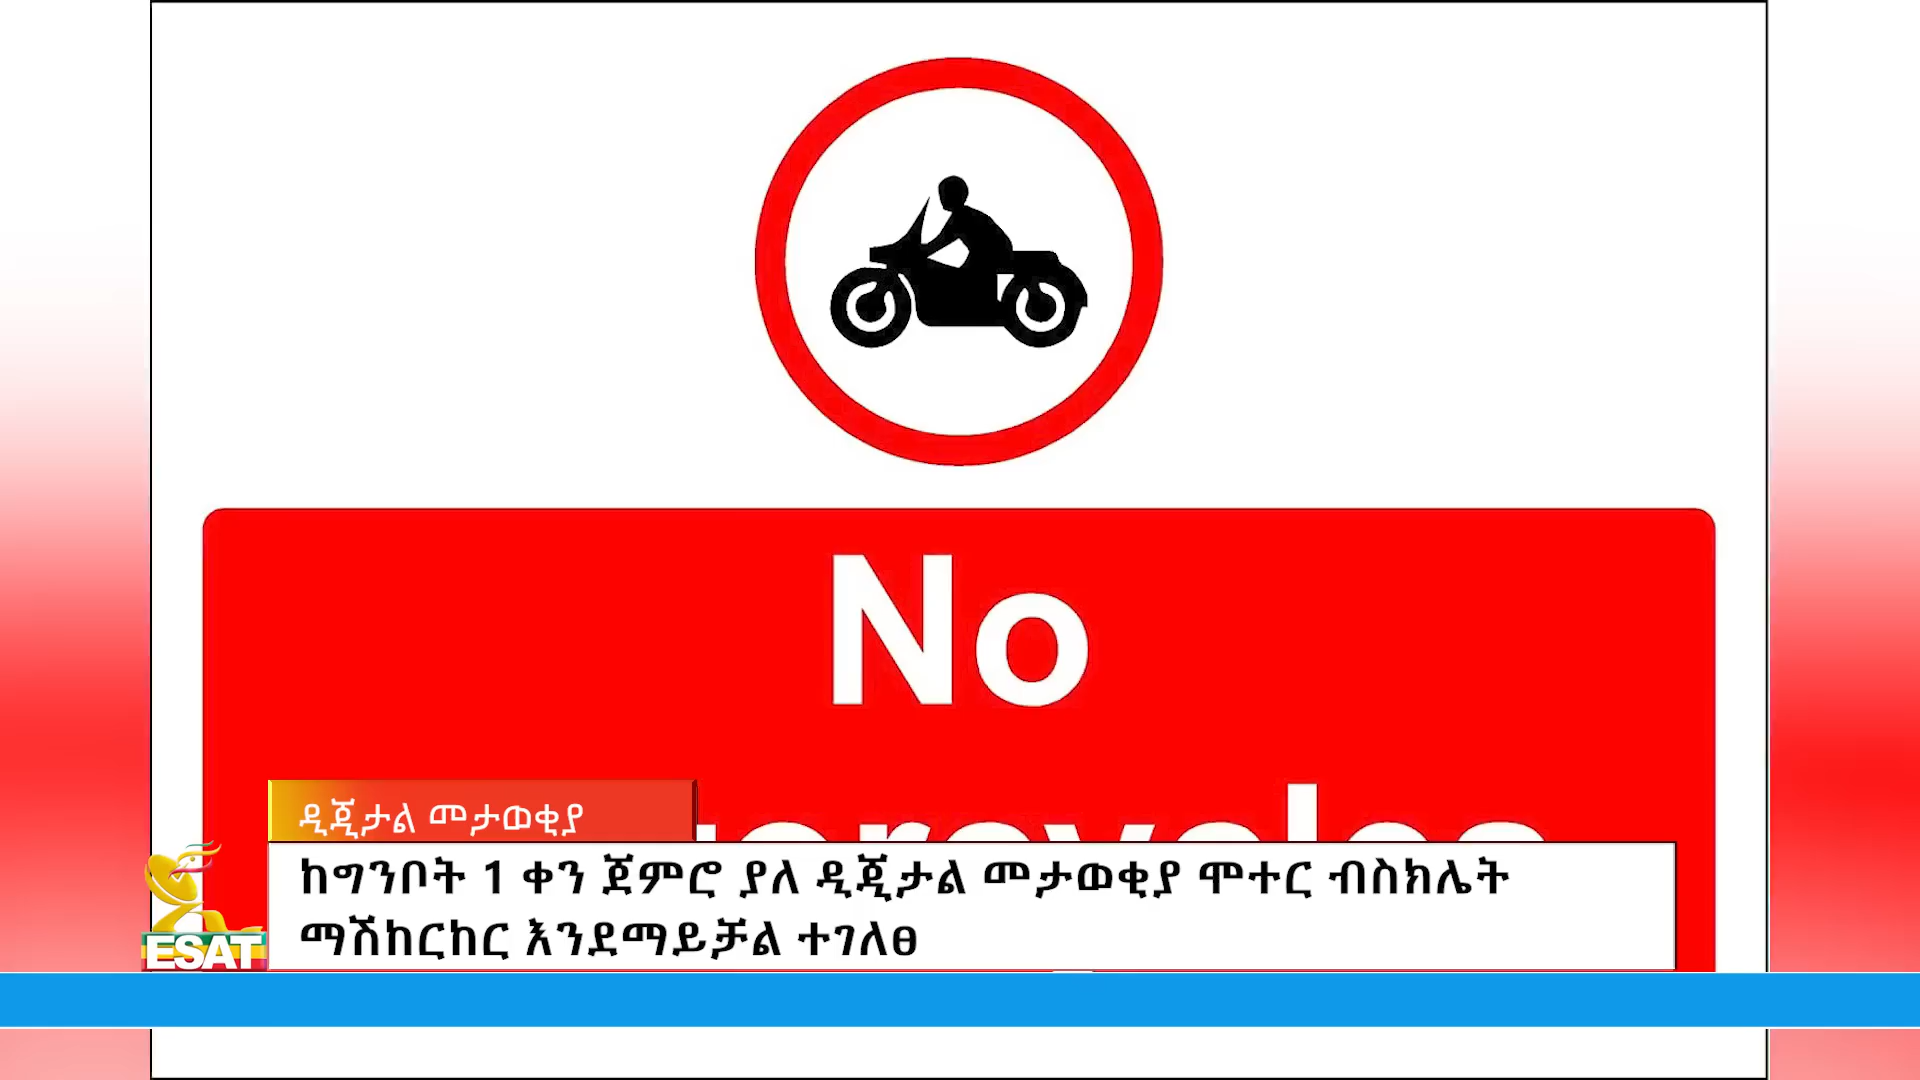 No
ዲጂታል መታወቂያ
ከግንቦት 1 ቀን ጀምሮ ያለ ዲጂታል መታወቂያ ሞተር ብስክሌት
ማሽከርከር እንደማይቻል ተገለፀ
ESAT